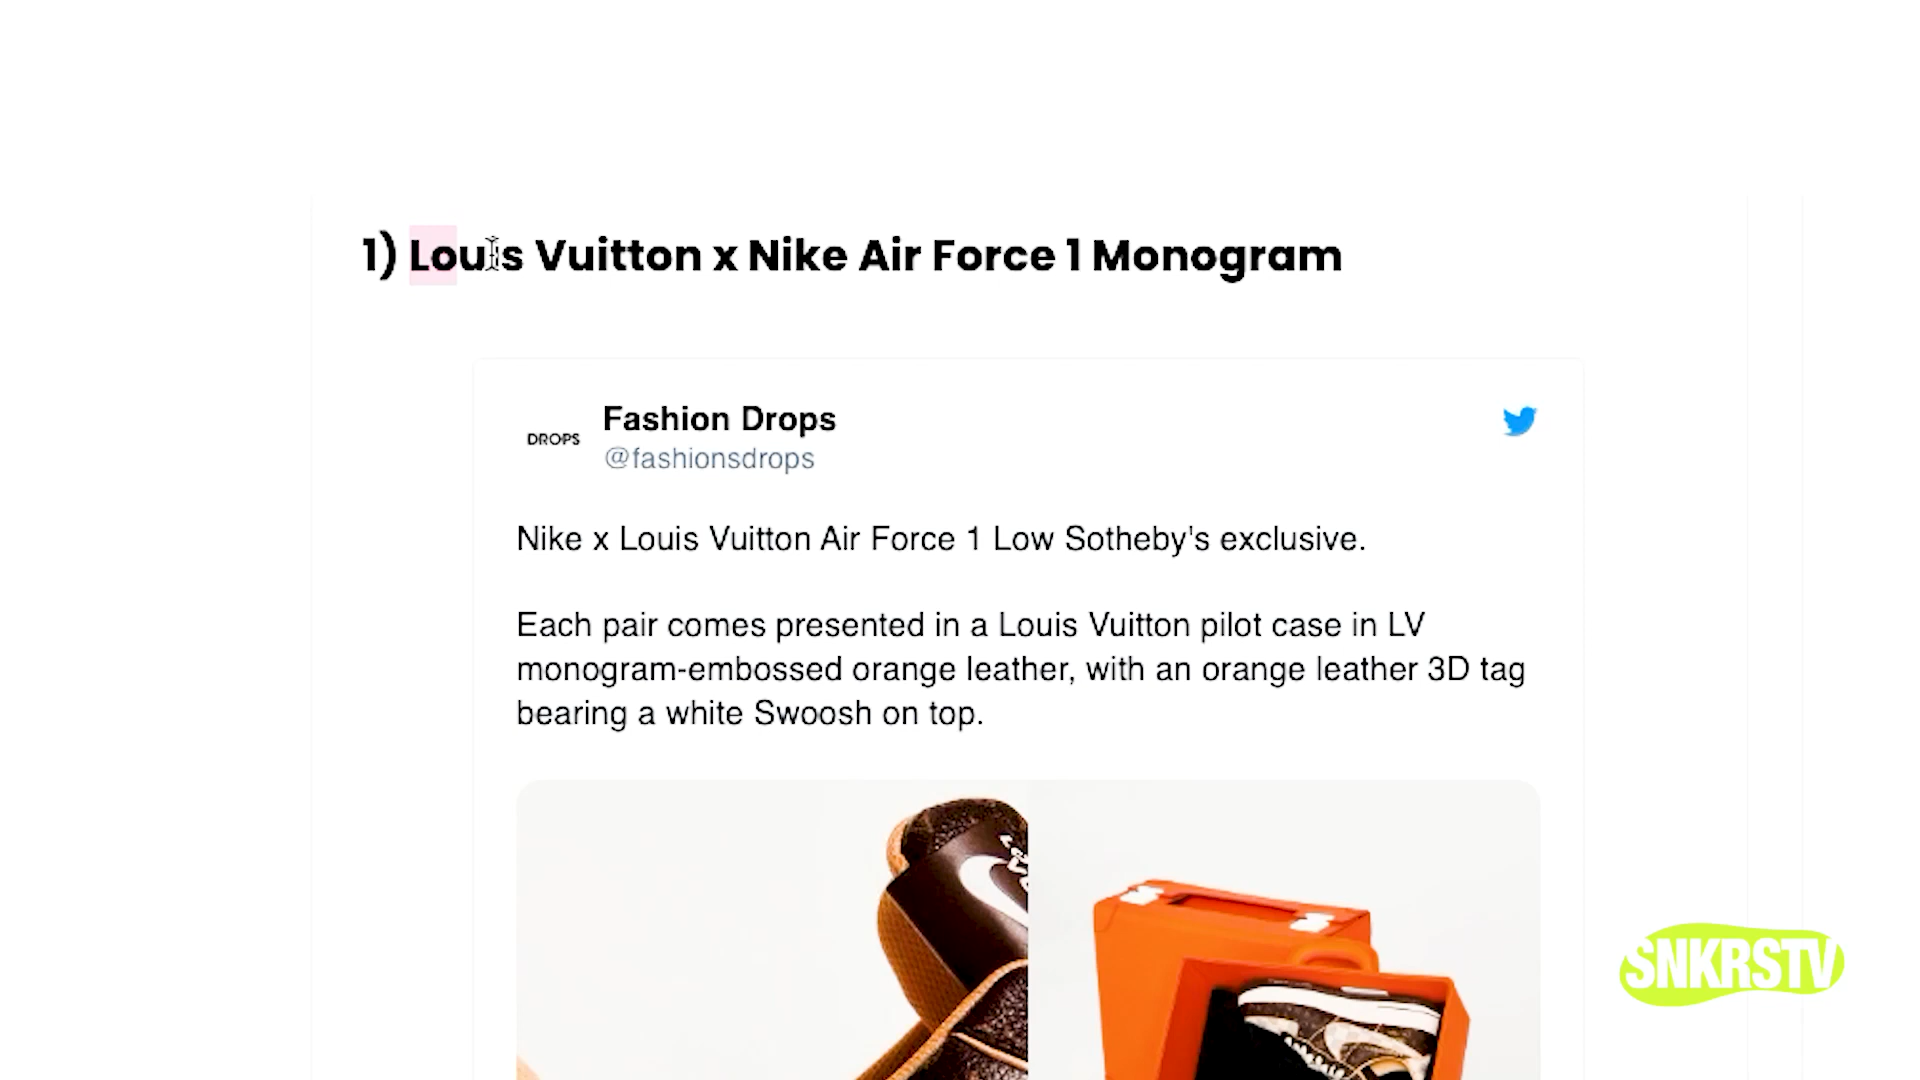 1) Louis Vuitton x Nike Air Force 1 Monogram
Fashion Drops
DROPS
@fashionsdrops
Nike x Louis Vuitton Air Force 1 Low Sotheby's exclusive.
Each pair comes presented in a Louis Vuitton pilot case in LV
monogram-embossed orange leather, with an orange leather 3D tag
bearing a white Swoosh on top.
SNKRSTV